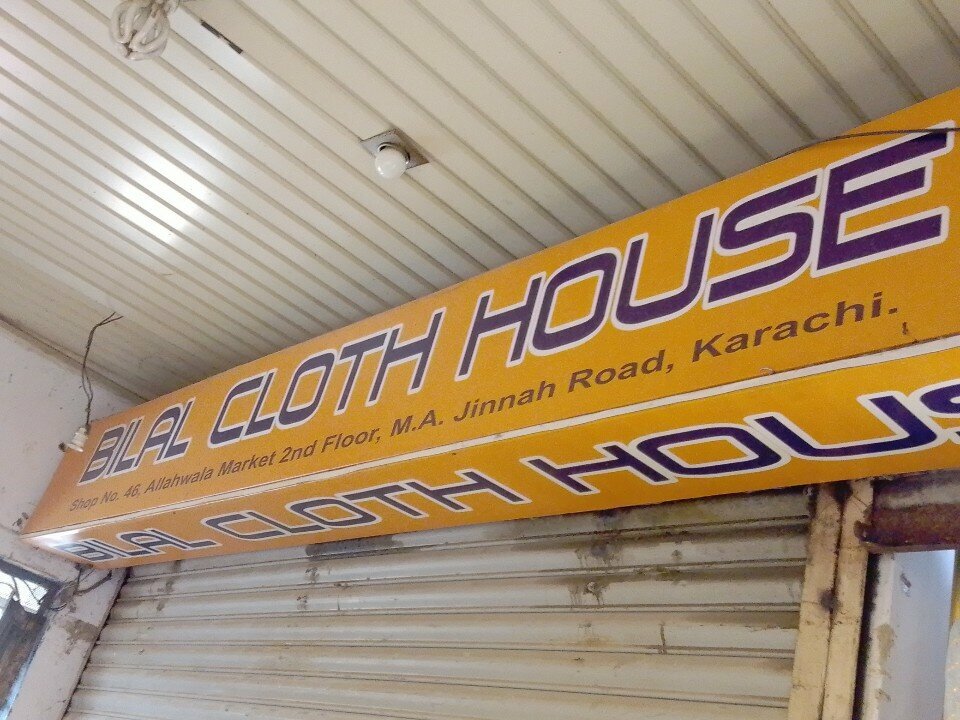 BILAL CLOTH HOUSE
Shop No. 46, Allahwala Market 2nd Floor, M.A. Jinnah Road, Karachi.
BILAL CLOTH HOUS